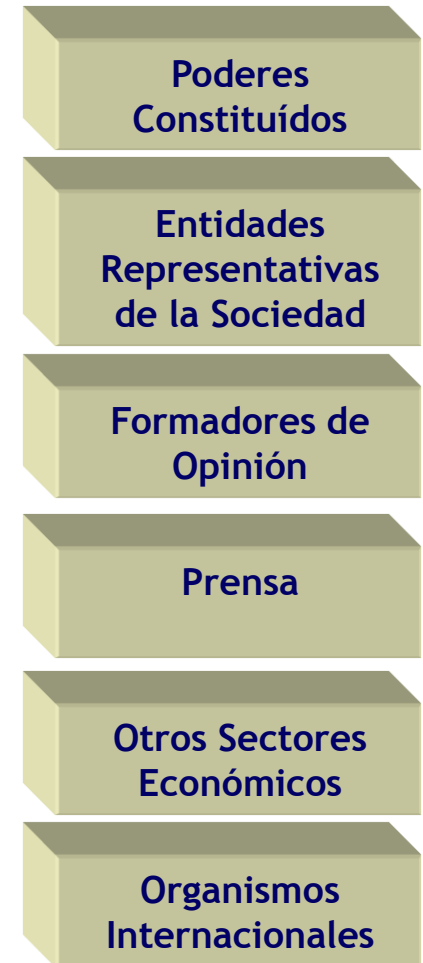 Poderes
Constituídos
Entidades
Representativas
de la Sociedad
Formadores de
Opinión
Prensa
Otros Sectores
Económicos
Organismos
Internacionales